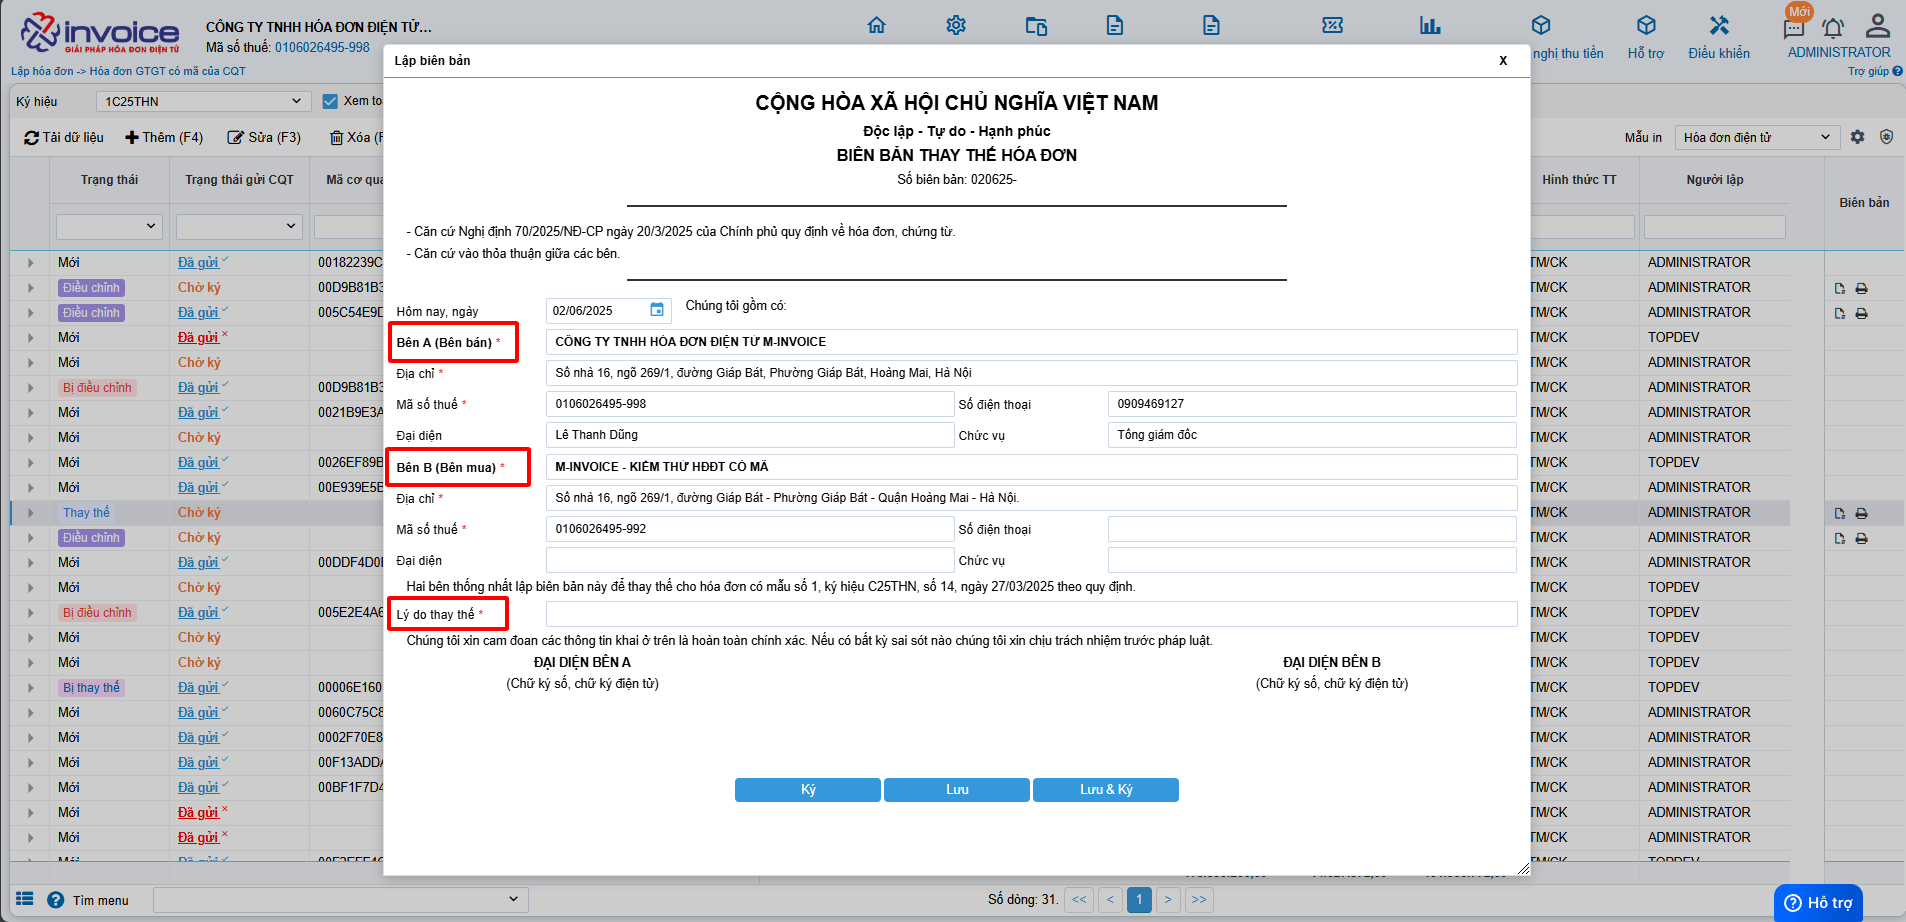 invoice
GIẢI PHÁP HÓA ĐƠN ĐIỆN TỬ
CÔNG TY TNHH HÓA ĐƠN ĐIỆN TỬ...
Mã số thuế: 0106026495-998
nghị thu tiền
Hỗ trợ
Điều khiển
Mới
ADMINISTRATOR
Lập hóa đơn -> Hóa đơn GTGT có mã của CQT
Trợ giúp
Ký hiệu
1C25THN
Xem to
Tải dữ liệu
Thêm (F4)
Sửa (F3)
Xóa (F
Mẫu in
Hóa đơn điện tử
Trạng thái
Trạng thái gửi CQT
Mã cơ qua
Hình thức TT
Người lập
Biên bản
Mới Đã gửi 00182239C TM/CK ADMINISTRATOR
Điều chỉnh Chờ ký 00D9B81B3 TM/CK ADMINISTRATOR
Điều chỉnh Đã gửi 005C54E9D TM/CK ADMINISTRATOR
Mới Đã gửi TM/CK TOPDEV
Mới Chờ ký TM/CK ADMINISTRATOR
Bị điều chỉnh Đã gửi 00D9B81B3 TM/CK ADMINISTRATOR
Mới Đã gửi 0021B9E3A TM/CK ADMINISTRATOR
Mới Chờ ký TM/CK ADMINISTRATOR
Mới Đã gửi 0026EF89B TM/CK TOPDEV
Mới Đã gửi 00E939E5B TM/CK ADMINISTRATOR
Thay thế Chờ ký TM/CK ADMINISTRATOR
Điều chỉnh Chờ ký TM/CK ADMINISTRATOR
Mới Đã gửi 00DDF4D0 TM/CK ADMINISTRATOR
Mới Chờ ký TM/CK TOPDEV
Bị điều chỉnh Đã gửi 005E2E4A6 TM/CK TOPDEV
Mới Chờ ký TM/CK TOPDEV
Mới Chờ ký TM/CK TOPDEV
Bị thay thế Đã gửi 00006E160 TM/CK TOPDEV
Mới Đã gửi 0060C75C8 TM/CK ADMINISTRATOR
Mới Đã gửi 0002F70E8 TM/CK ADMINISTRATOR
Mới Đã gửi 00F13ADDA TM/CK ADMINISTRATOR
Mới Đã gửi 00BF1F7D4 TM/CK ADMINISTRATOR
Mới Đã gửi TM/CK ADMINISTRATOR
Mới Đã gửi TM/CK ADMINISTRATOR
Mới Đã gửi TM/CK TOPDEV
Lập biên bản
X
CỘNG HÒA XÃ HỘI CHỦ NGHĨA VIỆT NAM
Độc lập - Tự do - Hạnh phúc
BIÊN BẢN THAY THẾ HÓA ĐƠN
Số biên bản: 020625-
- Căn cứ Nghị định 70/2025/NĐ-CP ngày 20/3/2025 của Chính phủ quy định về hóa đơn, chứng từ.
- Căn cứ vào thỏa thuận giữa các bên.
Hôm nay, ngày 02/06/2025 Chúng tôi gồm có:
Bên A (Bên bán) * CÔNG TY TNHH HÓA ĐƠN ĐIỆN TỬ M-INVOICE
Địa chỉ * Số nhà 16, ngõ 269/1, đường Giáp Bát, Phường Giáp Bát, Hoàng Mai, Hà Nội
Mã số thuế * 0106026495-998 Số điện thoại 0909469127
Đại diện Lê Thanh Dũng Chức vụ Tổng giám đốc
Bên B (Bên mua) * M-INVOICE - KIỂM THỬ HĐĐT CÓ MÃ
Địa chỉ * Số nhà 16, ngõ 269/1, đường Giáp Bát - Phường Giáp Bát - Quận Hoàng Mai - Hà Nội.
Mã số thuế * 0106026495-992 Số điện thoại
Đại diện Chức vụ
Hai bên thống nhất lập biên bản này để thay thế cho hóa đơn có mẫu số 1, ký hiệu C25THN, số 14, ngày 27/03/2025 theo quy định.
Lý do thay thế *
Chúng tôi xin cam đoan các thông tin khai ở trên là hoàn toàn chính xác. Nếu có bất kỳ sai sót nào chúng tôi xin chịu trách nhiệm trước pháp luật.
ĐẠI DIỆN BÊN A ĐẠI DIỆN BÊN B
(Chữ ký số, chữ ký điện tử) (Chữ ký số, chữ ký điện tử)
Ký Lưu Lưu & Ký
Tìm menu
Số dòng: 31. << < 1 > >>
Hỗ trợ